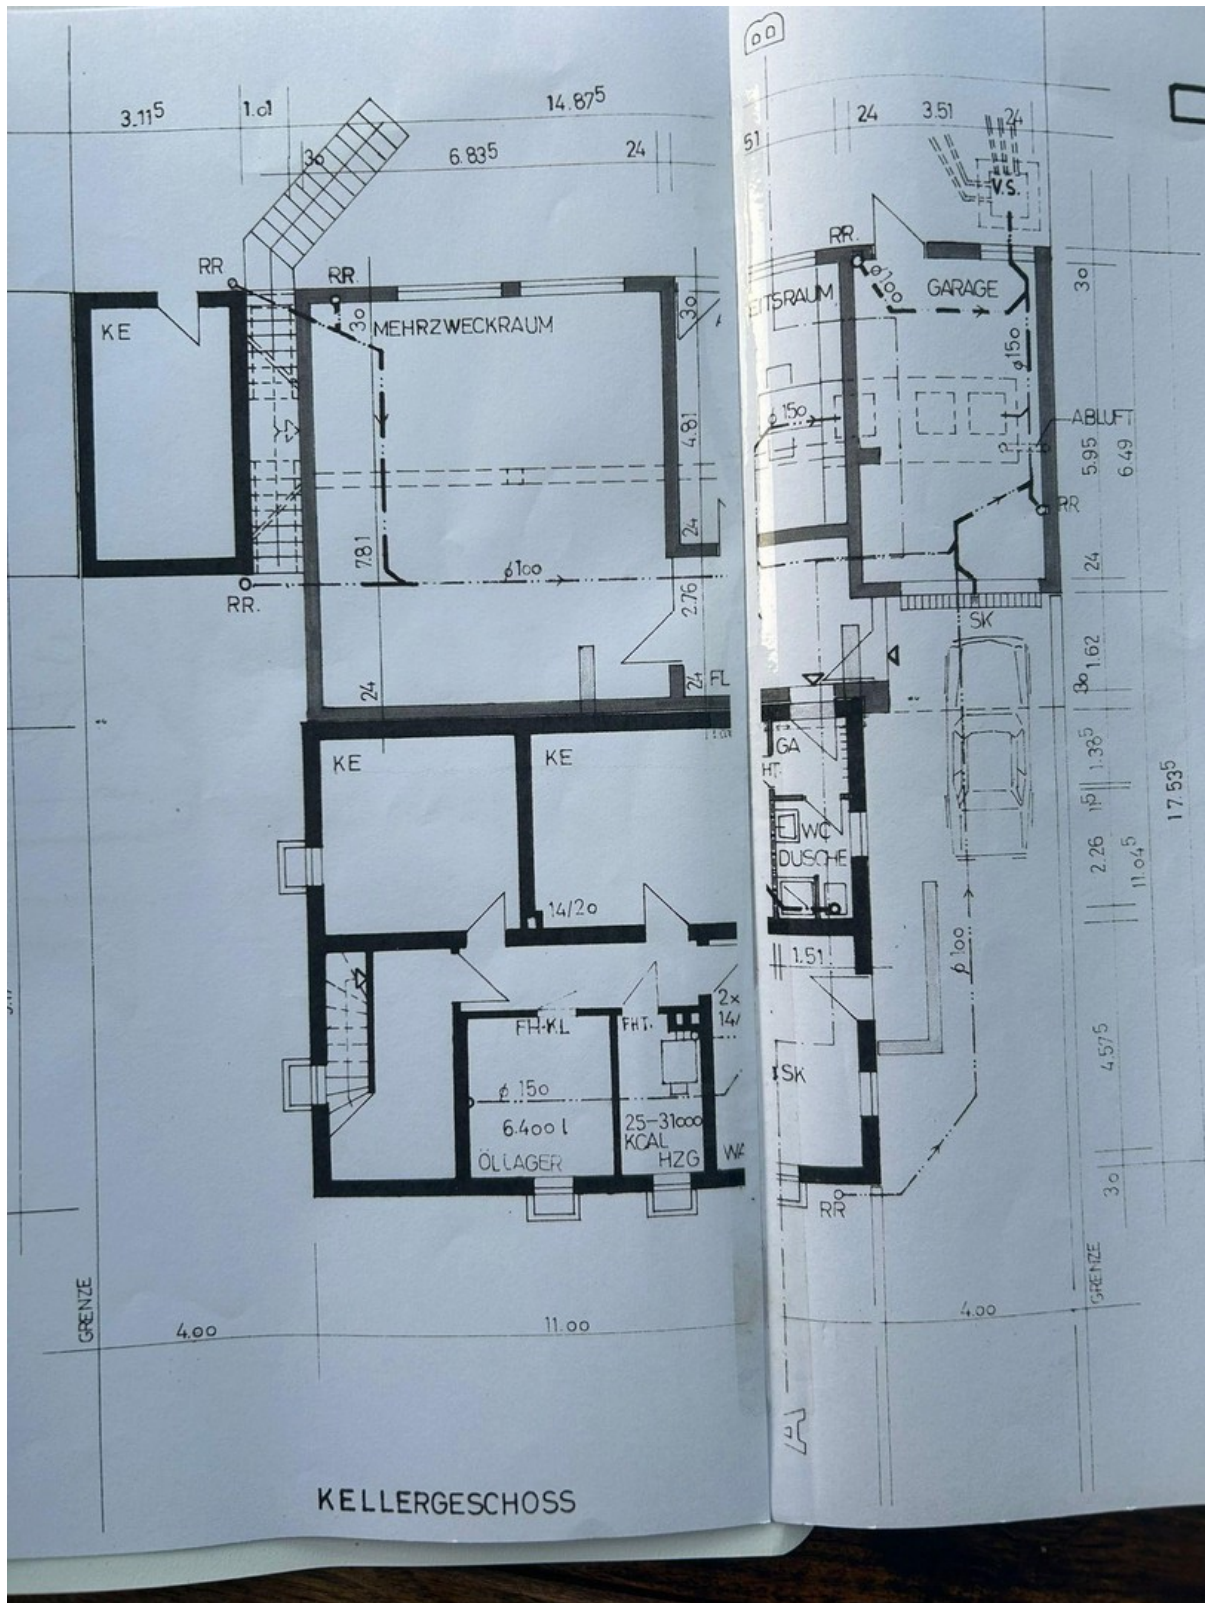 B
3.11⁵
1.01
14.87⁵
30
6.83⁵
24
51
24
3.51
24
V.S.
RR
RR.
RR.
KE
30
MEHRZWECKRAUM
30
EITSRAUM
ø100
GARAGE
30
ø150
ø 150
ABLUFT
4.81
5.95
6.49
RR
24
7.81
ø100
24
RR.
2.76
SK
24
24
FL
1.62
30
KE
KE
GA
HT.
1.38⁵
17.53⁵
WC
DUSCHE
2.26
11.04⁵
14/20
1.51
ø100
FH-KL
FHT.
2x
14/
SK
4.57⁵
ø 150
6.400 l
25-31000
KCAL
ÖLLAGER
HZG
WA
30
RR
GRENZE
GRENZE
4.00
11.00
4.00
A
KELLERGESCHOSS